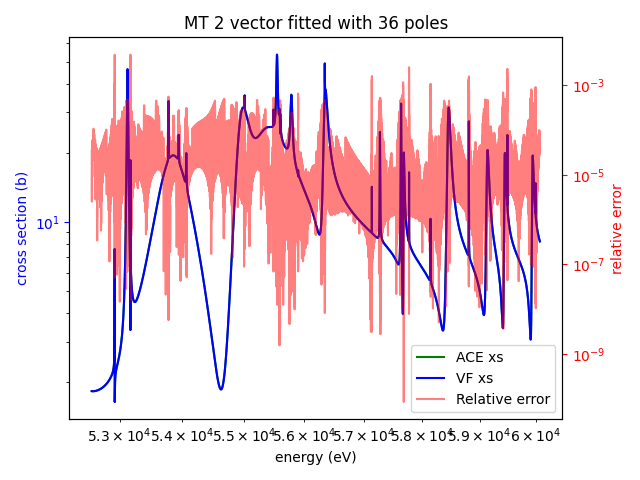 MT 2 vector fitted with 36 poles
cross section (b)
10¹
10⁻³
10⁻⁵
10⁻⁷
10⁻⁹
relative error
ACE xs
VF xs
Relative error
5.3 × 10⁴ 5.4 × 10⁴ 5.5 × 10⁴ 5.6 × 10⁴ 5.7 × 10⁴ 5.8 × 10⁴ 5.9 × 10⁴ 6 × 10⁴
energy (eV)